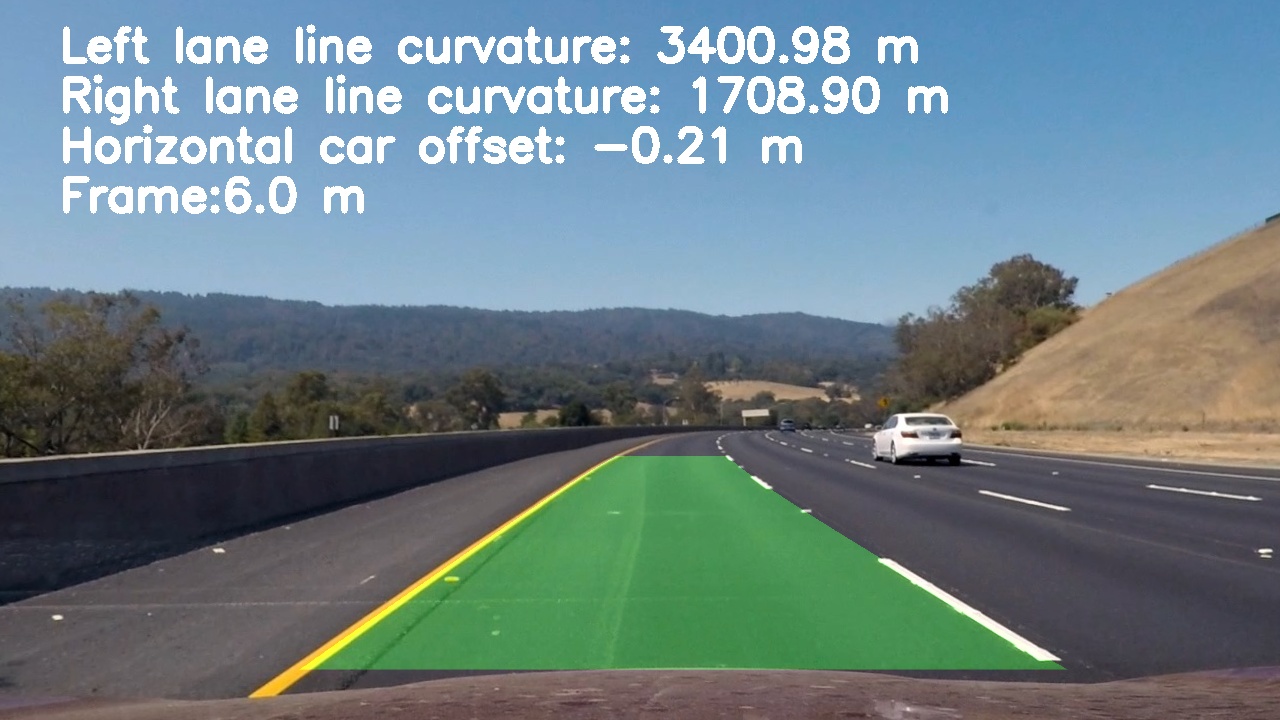 Left lane line curvature: 3400.98 m
Right lane line curvature: 1708.90 m
Horizontal car offset: -0.21 m
Frame:6.0 m